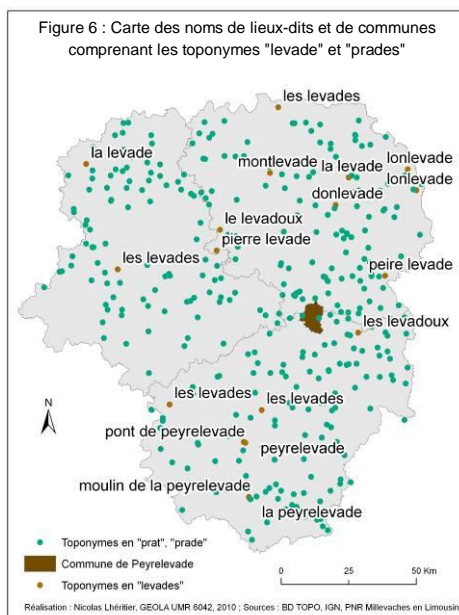 Figure 6 : Carte des noms de lieux-dits et de communes
comprenant les toponymes "levade" et "prades"
les levades
la levade
montlevade
la levade
lonlevade
lonlevade
donlevade
le levadoux
pierre levade
les levades
peire levade
les levadoux
les levades
les levades
pont de peyrelevade
peyrelevade
moulin de la peyrelevade
la peyrelevade
N
Toponymes en "prat", "prade"
Commune de Peyrelevade
Toponymes en "levades"
0 25 50 Km
Réalisation : Nicolas Lhéritier, GEOLA UMR 6042, 2010 ; Sources : BD TOPO, IGN, PNR Millevaches en Limousin